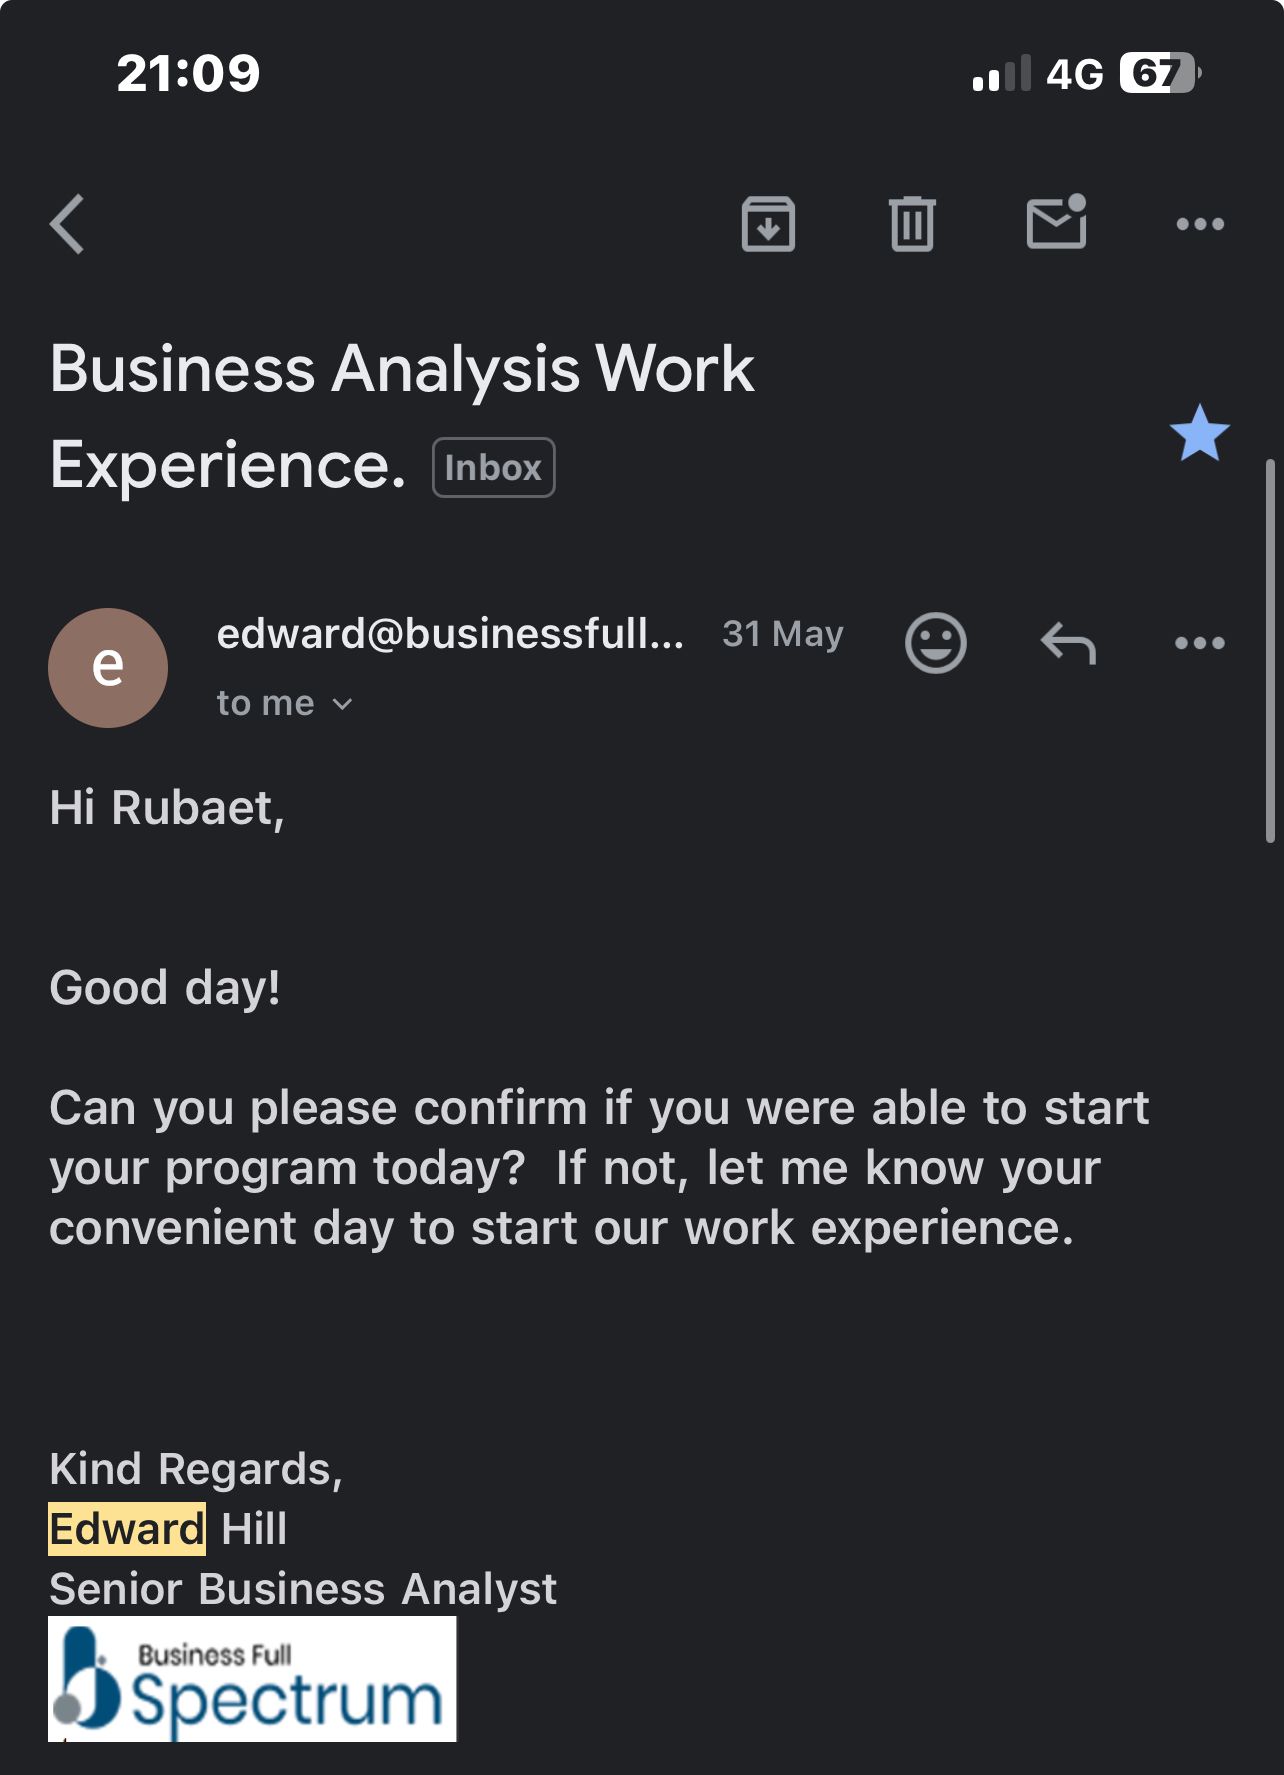 21:09 4G 67
Business Analysis Work
Experience. Inbox
edward@businessfull... 31 May
e
to me
Hi Rubaet,
Good day!
Can you please confirm if you were able to start
your program today?  If not, let me know your
convenient day to start our work experience.
Kind Regards,
Edward Hill
Senior Business Analyst
Business Full
Spectrum